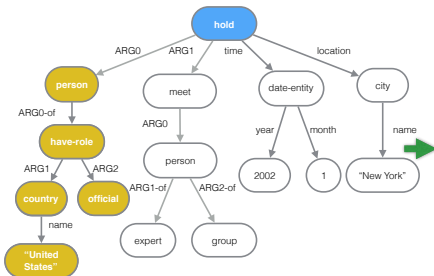 hold
ARG0 ARG1 time location
person meet date-entity city
ARG0-of ARG0 year month name
have-role person 2002 1 "New York"
ARG1 ARG2 ARG1-of ARG2-of
country official
name expert group
"United
States"